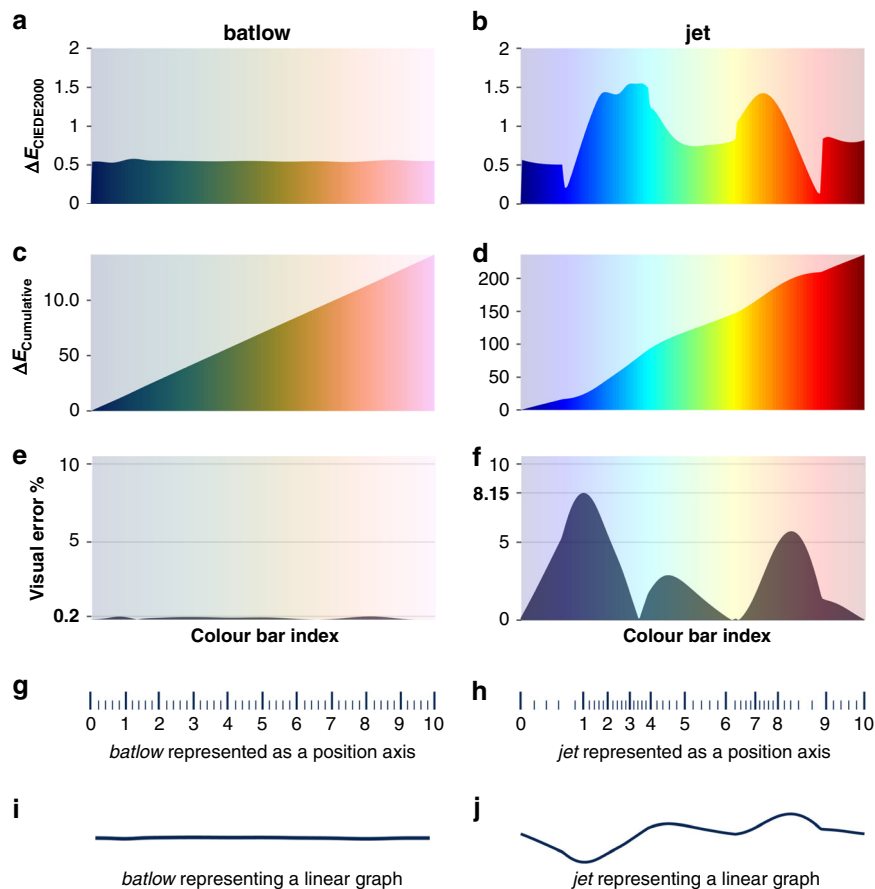 a
batlow
b
jet
2
1.5
1
0.5
0
ΔE CIEDE2000
2
1.5
1
0.5
0
c
10.0
50
0
ΔE Cumulative
d
200
150
100
50
0
e
10
5
0.2
Visual error %
Colour bar index
f
10
8.15
5
0
Colour bar index
g
0 1 2 3 4 5 6 7 8 9 10
batlow represented as a position axis
h
0 1 2 3 4 5 6 7 8 9 10
jet represented as a position axis
i
batlow representing a linear graph
j
jet representing a linear graph